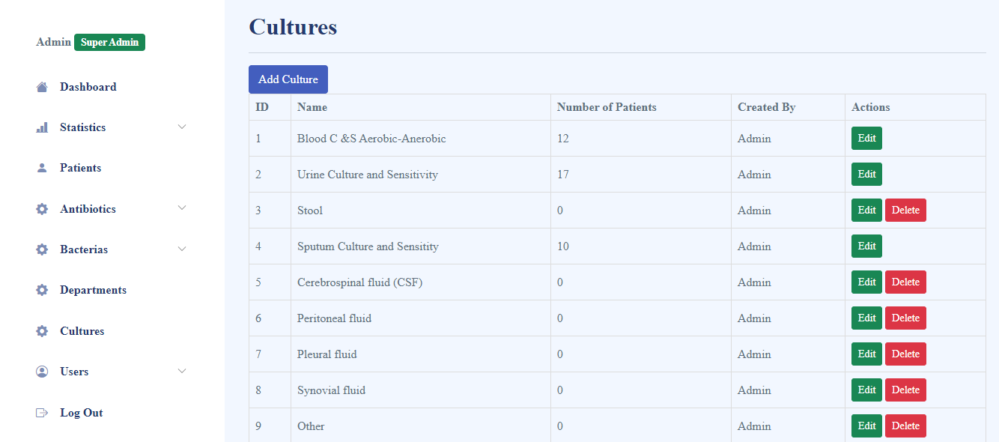 Admin Super Admin
Dashboard
Statistics
Patients
Antibiotics
Bacterias
Departments
Cultures
Users
Log Out
Cultures
Add Culture
ID Name Number of Patients Created By Actions
1 Blood C &S Aerobic-Anerobic 12 Admin Edit
2 Urine Culture and Sensitivity 17 Admin Edit
3 Stool 0 Admin Edit Delete
4 Sputum Culture and Sensitity 10 Admin Edit
5 Cerebrospinal fluid (CSF) 0 Admin Edit Delete
6 Peritoneal fluid 0 Admin Edit Delete
7 Pleural fluid 0 Admin Edit Delete
8 Synovial fluid 0 Admin Edit Delete
9 Other 0 Admin Edit Delete